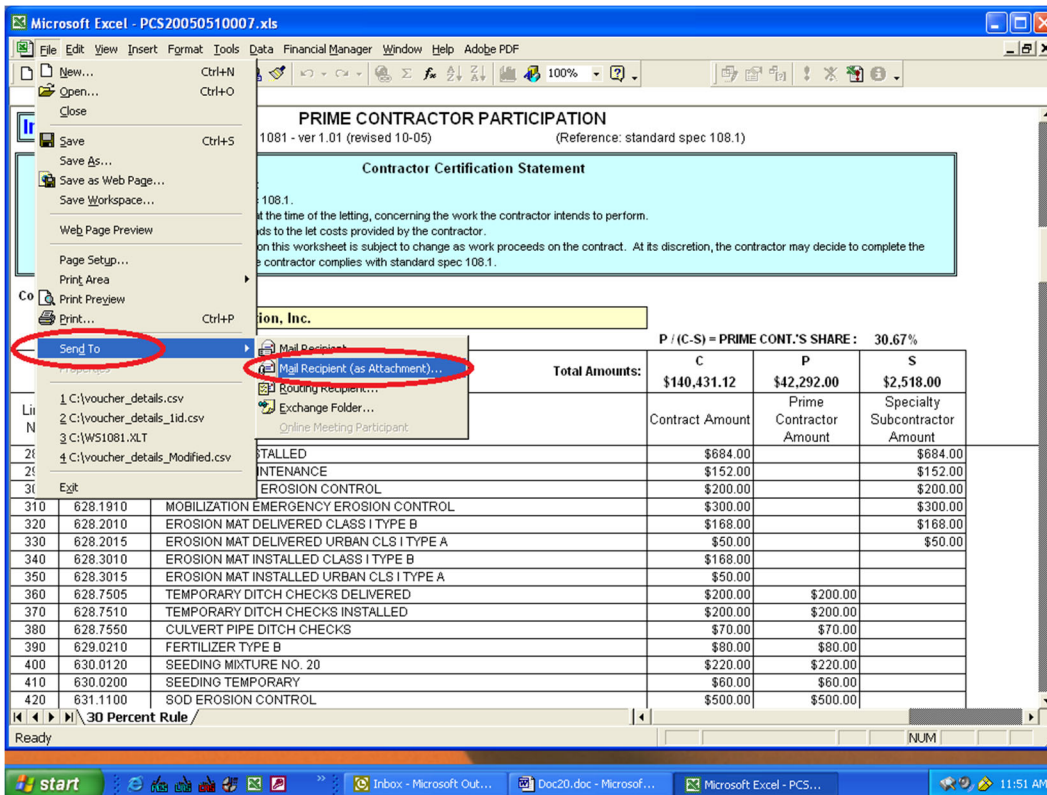 Microsoft Excel - PCS20050510007.xls
File Edit View Insert Format Tools Data Financial Manager Window Help Adobe PDF
100%
New... Ctrl+N
Open... Ctrl+O
Close
Save Ctrl+S
Save As...
Save as Web Page...
Save Workspace...
Web Page Preview
Page Setup...
Print Area
Print Preview
Print... Ctrl+P
Send To
Properties
1 C:\voucher_details.csv
2 C:\voucher_details_1id.csv
3 C:\WS1081.XLT
4 C:\voucher_details_Modified.csv
Exit
Mail Recipient
Mail Recipient (as Attachment)...
Routing Recipient...
Exchange Folder...
Online Meeting Participant
PRIME CONTRACTOR PARTICIPATION
1081 - ver 1.01 (revised 10-05) (Reference: standard spec 108.1)
Contractor Certification Statement
108.1.
at the time of the letting, concerning the work the contractor intends to perform.
ds to the let costs provided by the contractor.
on this worksheet is subject to change as work proceeds on the contract. At its discretion, the contractor may decide to complete the
contractor complies with standard spec 108.1.
Co
tion, Inc.
P / (C-S) = PRIME CONT.'S SHARE : 30.67%
C P S
Total Amounts: $140,431.12 $42,292.00 $2,518.00
Contract Amount Prime Contractor Amount Specialty Subcontractor Amount
STALLED $684.00 $684.00
INTENANCE $152.00 $152.00
EROSION CONTROL $200.00 $200.00
310 628.1910 MOBILIZATION EMERGENCY EROSION CONTROL $300.00 $300.00
320 628.2010 EROSION MAT DELIVERED CLASS I TYPE B $168.00 $168.00
330 628.2015 EROSION MAT DELIVERED URBAN CLS I TYPE A $50.00 $50.00
340 628.3010 EROSION MAT INSTALLED CLASS I TYPE B $168.00
350 628.3015 EROSION MAT INSTALLED URBAN CLS I TYPE A $50.00
360 628.7505 TEMPORARY DITCH CHECKS DELIVERED $200.00 $200.00
370 628.7510 TEMPORARY DITCH CHECKS INSTALLED $200.00 $200.00
380 628.7550 CULVERT PIPE DITCH CHECKS $70.00 $70.00
390 629.0210 FERTILIZER TYPE B $80.00 $80.00
400 630.0120 SEEDING MIXTURE NO. 20 $220.00 $220.00
410 630.0200 SEEDING TEMPORARY $60.00 $60.00
420 631.1100 SOD EROSION CONTROL $500.00 $500.00
30 Percent Rule
Ready NUM
start Inbox - Microsoft Out... Doc20.doc - Microsof... Microsoft Excel - PCS... 11:51 AM